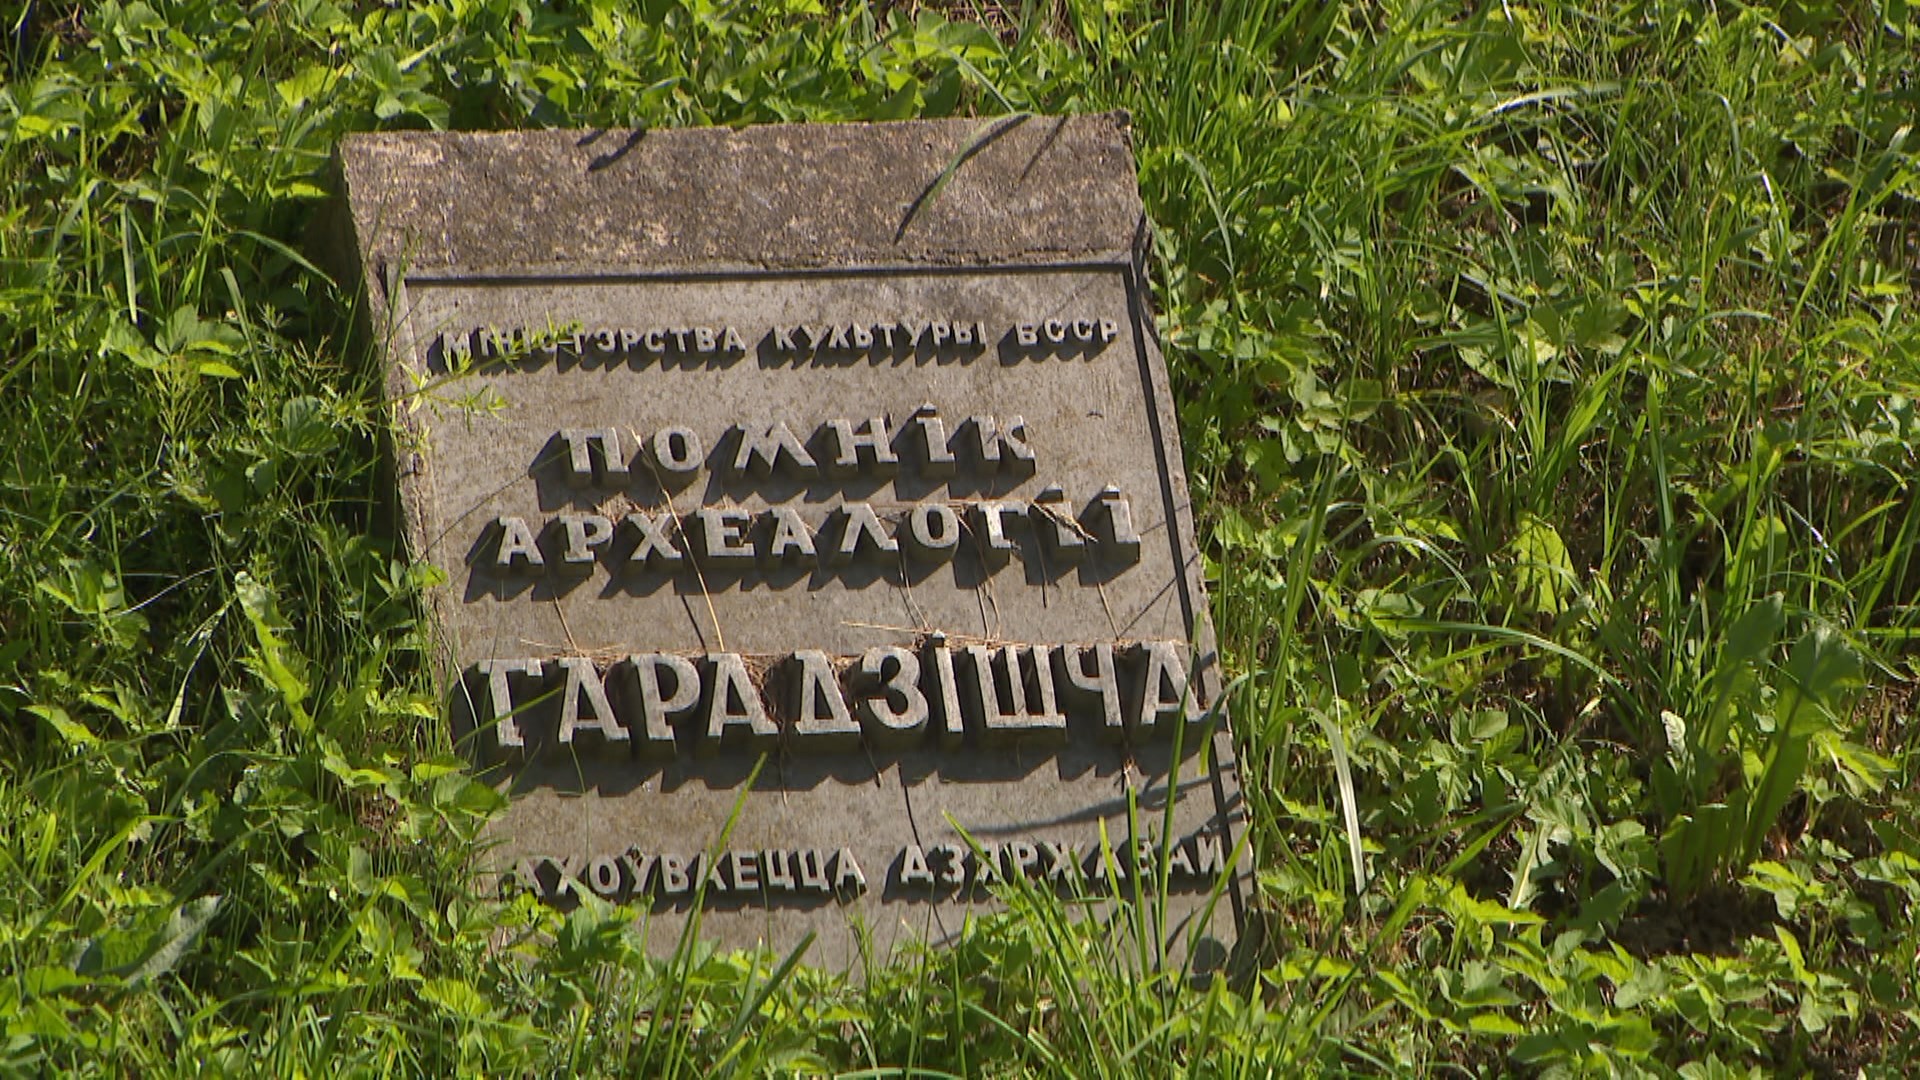 МІНІСТЭРСТВА КУЛЬТУРЫ БССР
ПОМНІК
АРХЕАЛОГІІ
ГАРАДЗІШЧА
АХОЎВАЕЦЦА ДЗЯРЖАВАЙ